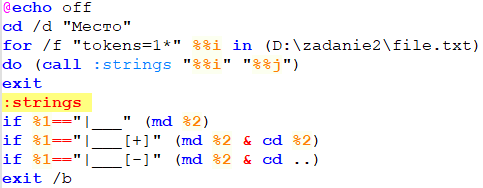 @echo off
cd /d "Место"
for /f "tokens=1*" %%i in (D:\zadanie2\file.txt)
do (call :strings "%%i" "%%j")
exit
:strings
if %1=="|___" (md %2)
if %1=="|___[+]" (md %2 & cd %2)
if %1=="|___[-]" (md %2 & cd ..)
exit /b